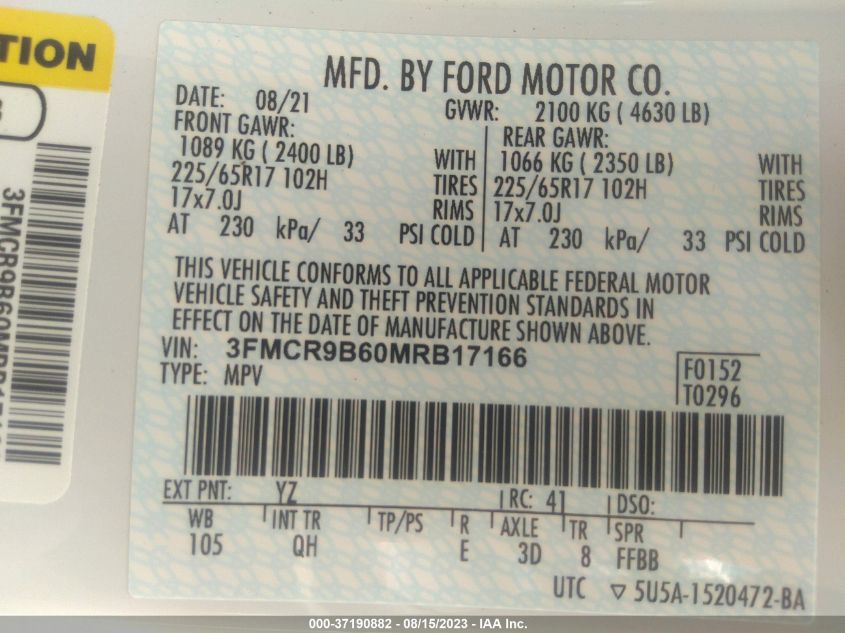 TION
3FMCR9B60MRB1716
MFD. BY FORD MOTOR CO.
DATE: 08/21 GVWR: 2100 KG ( 4630 LB)
FRONT GAWR: REAR GAWR:
1089 KG ( 2400 LB) WITH 1066 KG ( 2350 LB) WITH
225/65R17 102H TIRES 225/65R17 102H TIRES
17x7.0J RIMS 17x7.0J RIMS
AT 230 kPa/ 33 PSI COLD AT 230 kPa/ 33 PSI COLD
THIS VEHICLE CONFORMS TO ALL APPLICABLE FEDERAL MOTOR
VEHICLE SAFETY AND THEFT PREVENTION STANDARDS IN
EFFECT ON THE DATE OF MANUFACTURE SHOWN ABOVE.
VIN: 3FMCR9B60MRB17166
TYPE: MPV
F0152
T0296
EXT PNT: YZ RC: 41 DSO:
WB INT TR TP/PS R AXLE TR SPR
105 QH E 3D 8 FFBB
UTC ▽ 5U5A-1520472-BA
000-37190882 - 08/15/2023 - IAA Inc.